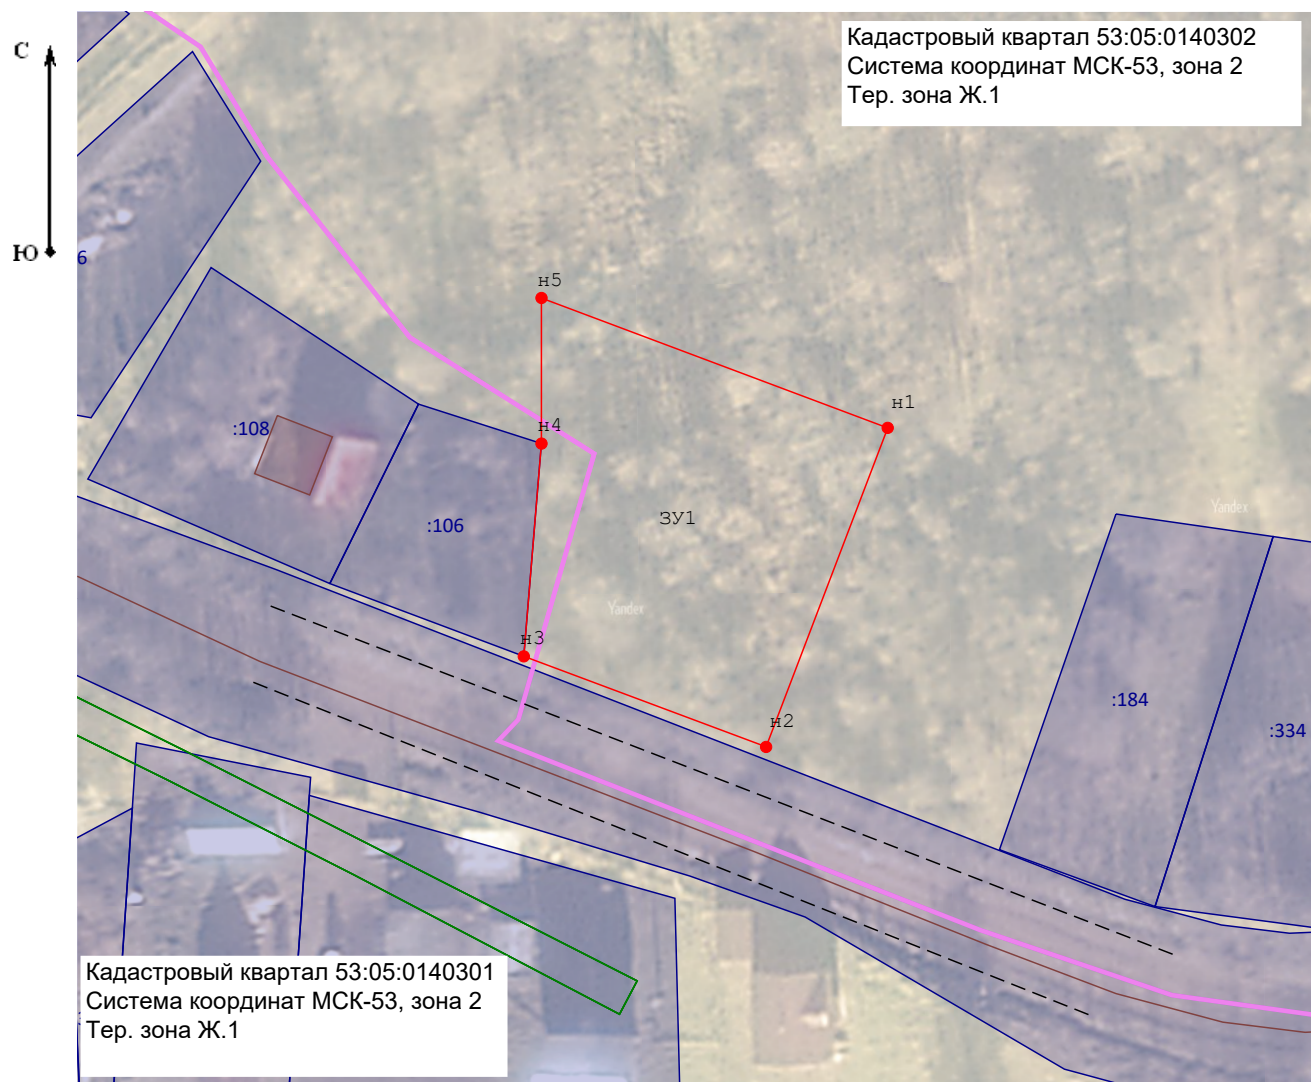 Кадастровый квартал 53:05:0140302
Система координат МСК-53, зона 2
Тер. зона Ж.1
С
Ю
6
н5
н1
:108
н4
:106
ЗУ1
Yandex
Yandex
н3
:184
:334
н2
Кадастровый квартал 53:05:0140301
Система координат МСК-53, зона 2
Тер. зона Ж.1